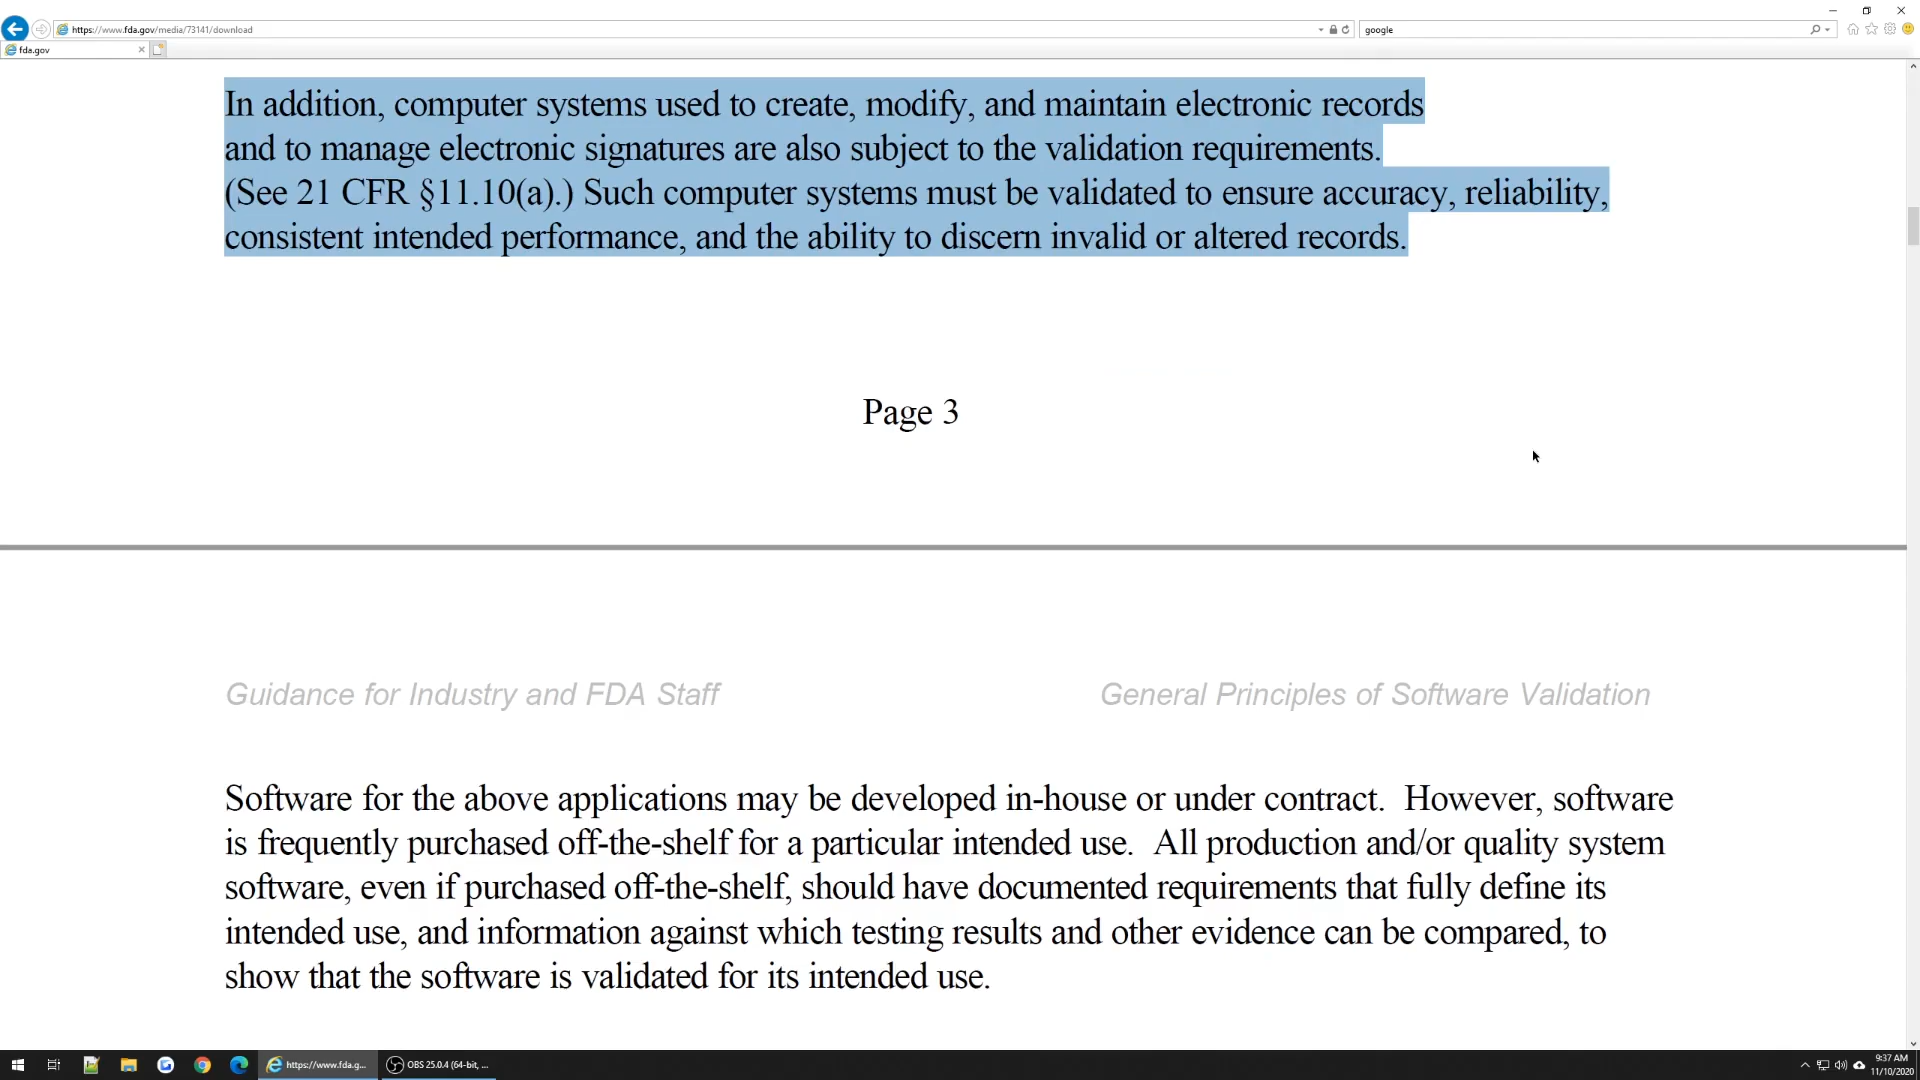 https://www.fda.gov/media/73141/download
google
fda.gov
In addition, computer systems used to create, modify, and maintain electronic records
and to manage electronic signatures are also subject to the validation requirements.
(See 21 CFR §11.10(a).) Such computer systems must be validated to ensure accuracy, reliability,
consistent intended performance, and the ability to discern invalid or altered records.
Page 3
Guidance for Industry and FDA Staff
General Principles of Software Validation
Software for the above applications may be developed in-house or under contract. However, software
is frequently purchased off-the-shelf for a particular intended use. All production and/or quality system
software, even if purchased off-the-shelf, should have documented requirements that fully define its
intended use, and information against which testing results and other evidence can be compared, to
show that the software is validated for its intended use.
https://www.fda.g...
OBS 25.0.4 (64-bit, ...
9:37 AM
11/10/2020